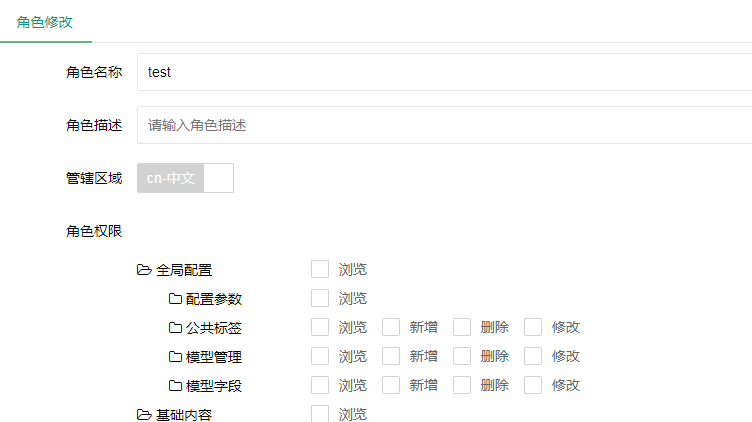 角色修改
角色名称 test
角色描述 请输入角色描述
管辖区域 cn-中文
角色权限
全局配置 浏览
配置参数 浏览
公共标签 浏览 新增 删除 修改
模型管理 浏览 新增 删除 修改
模型字段 浏览 新增 删除 修改
基础内容 浏览